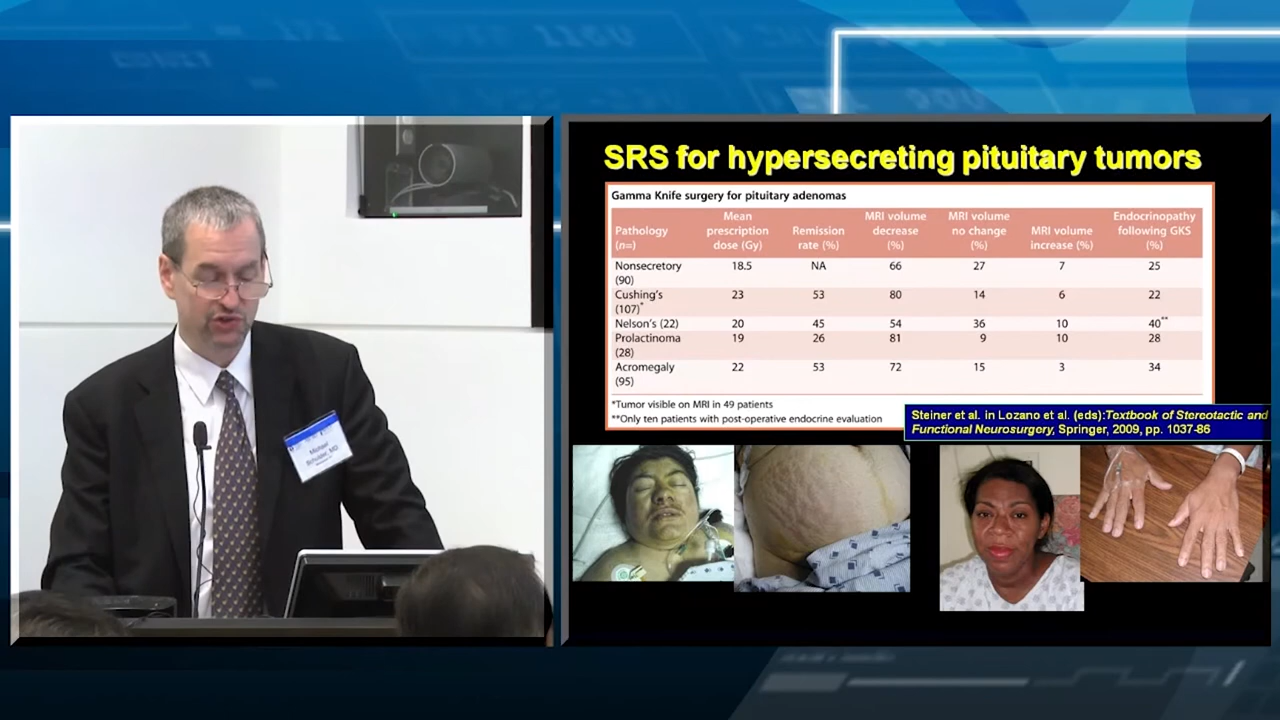 SRS for hypersecreting pituitary tumors
Gamma Knife surgery for pituitary adenomas
Pathology (n=) Mean prescription dose (Gy) Remission rate (%) MRI volume decrease (%) MRI volume no change (%) MRI volume increase (%) Endocrinopathy following GKS (%)
Nonsecretory (90) 18.5 NA 66 27 7 25
Cushing's (107)* 23 53 80 14 6 22
Nelson's (22) 20 45 54 36 10 40**
Prolactinoma (28) 19 26 81 9 10 28
Acromegaly (95) 22 53 72 15 3 34
*Tumor visible on MRI in 49 patients
**Only ten patients with post-operative endocrine evaluation
Steiner et al. in Lozano et al. (eds):Textbook of Stereotactic and
Functional Neurosurgery, Springer, 2009, pp. 1037-86
Michael
Schulder, MD